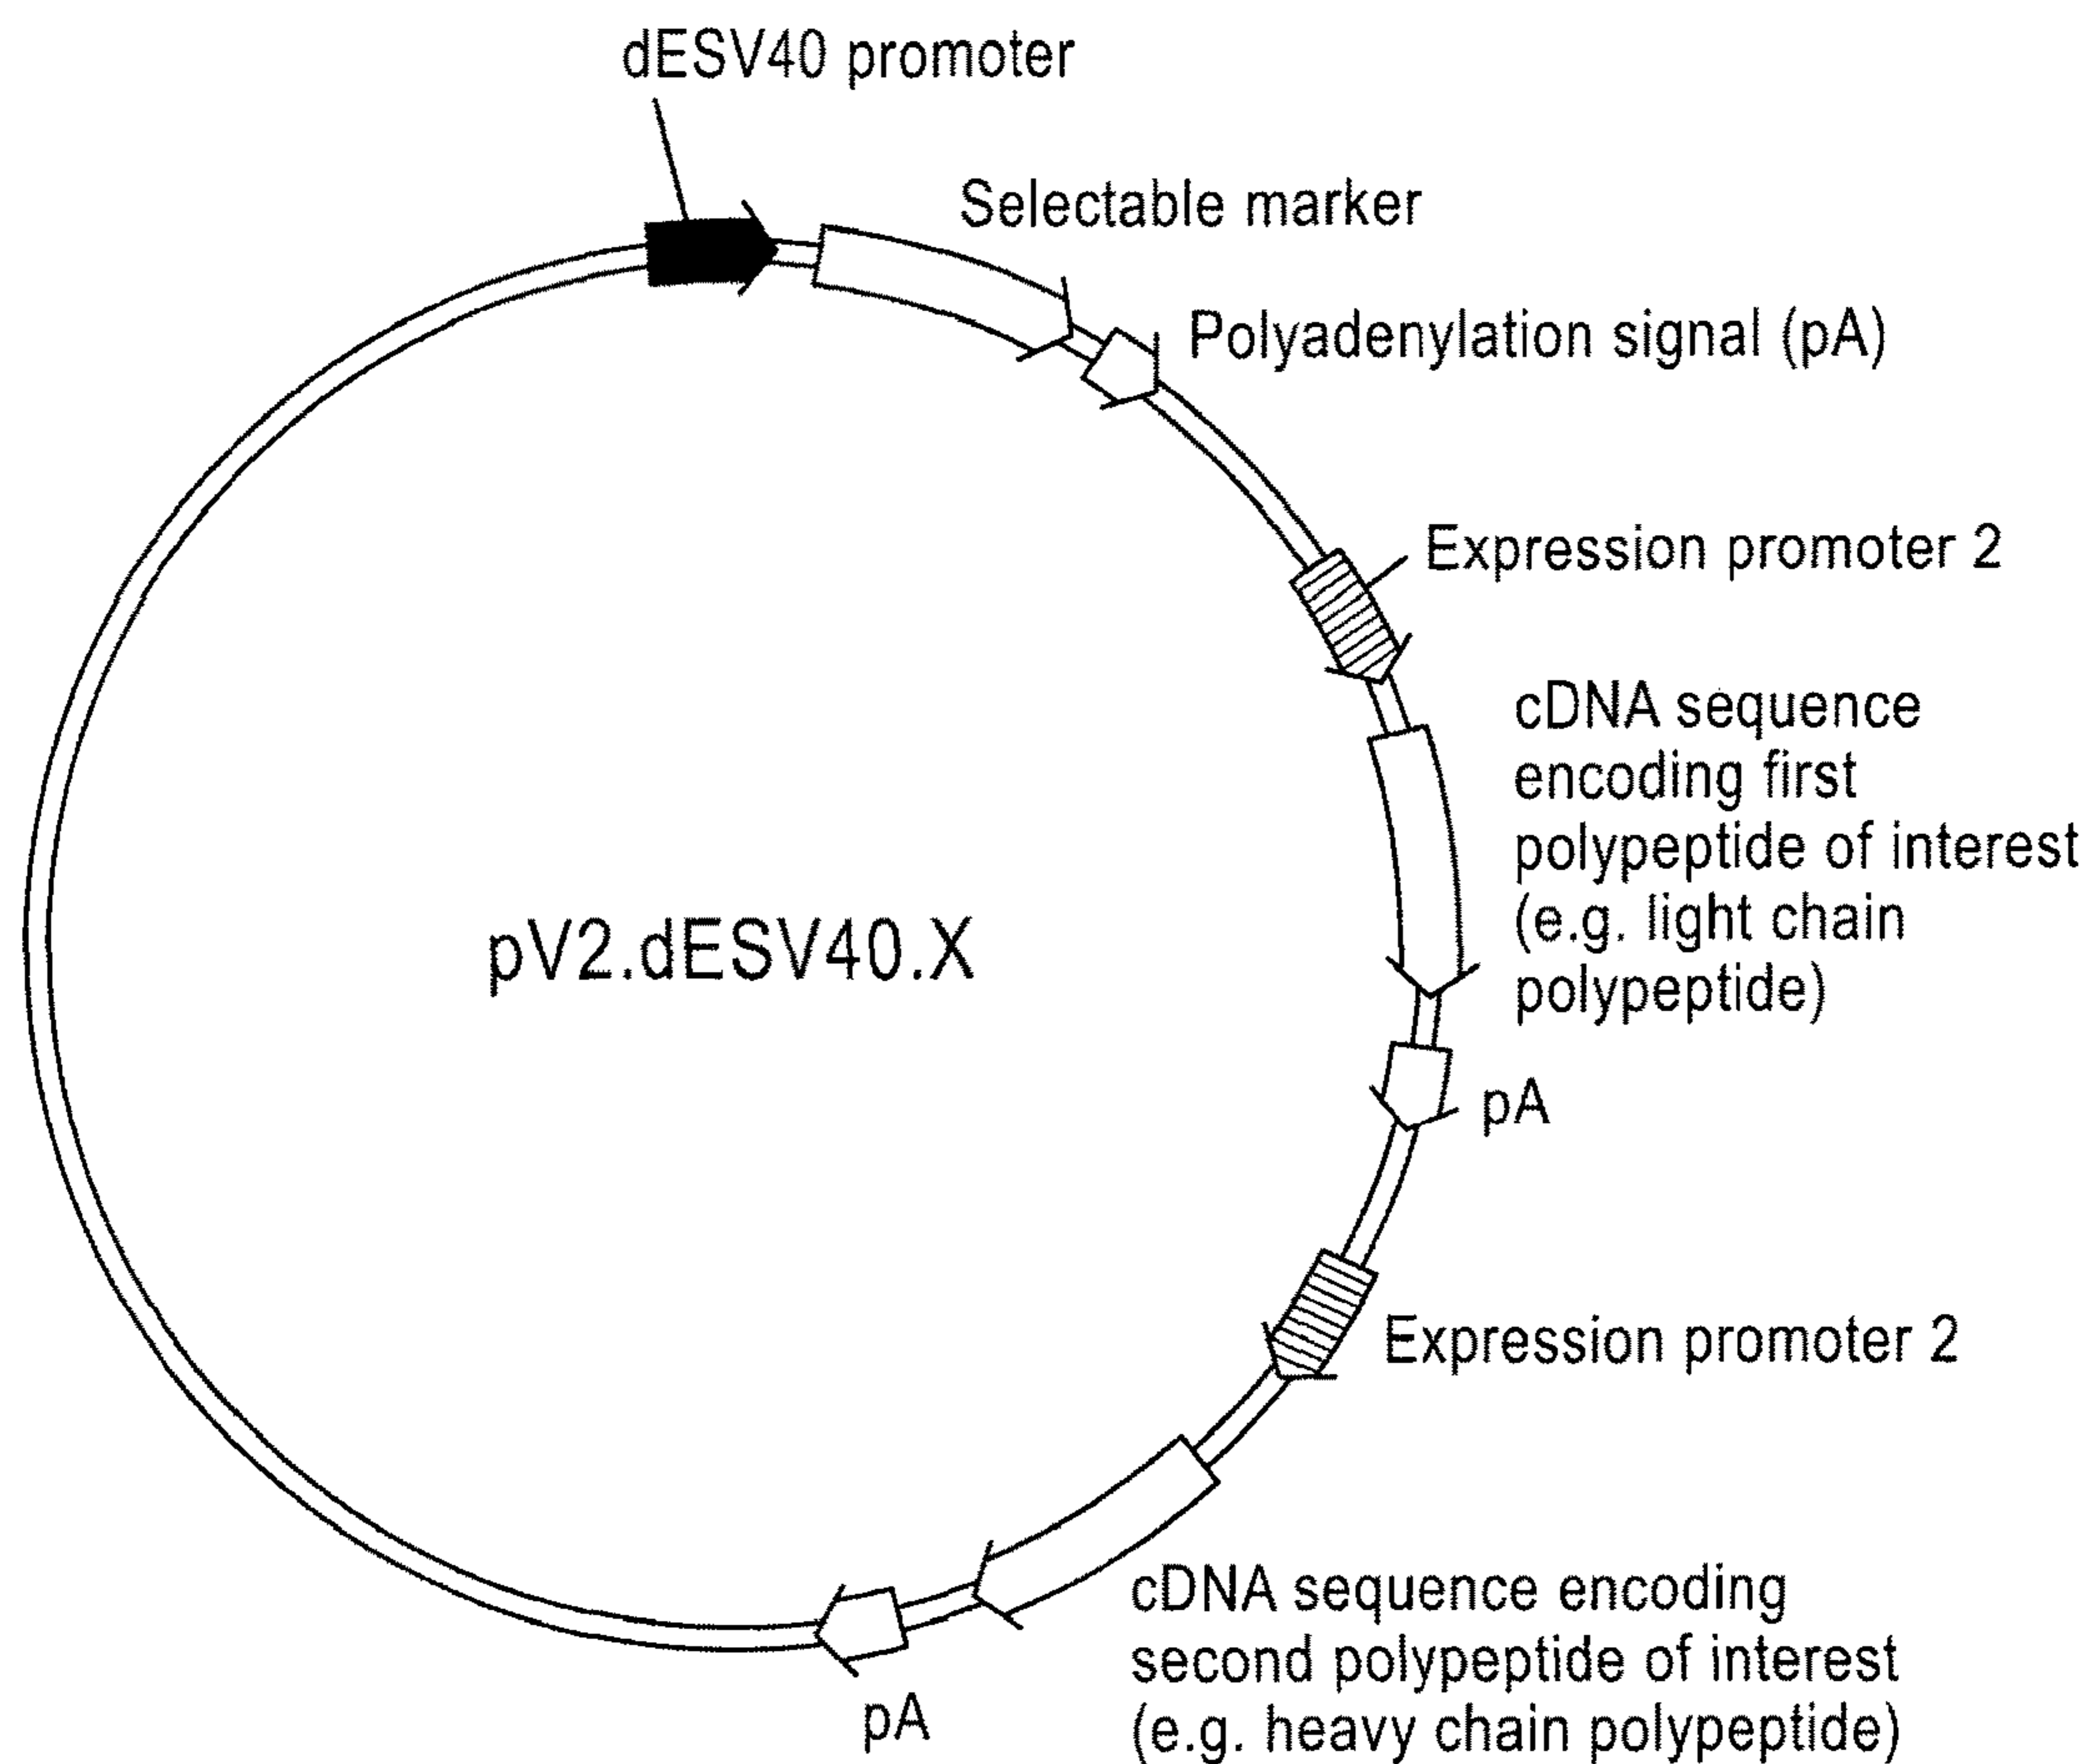 dESV40 promoter
Selectable marker
Polyadenylation signal (pA)
Expression promoter 2
cDNA sequence
encoding first
polypeptide of interest
(e.g. light chain
polypeptide)
pV2.dESV40.X
pA
Expression promoter 2
cDNA sequence encoding
second polypeptide of interest
(e.g. heavy chain polypeptide)
pA